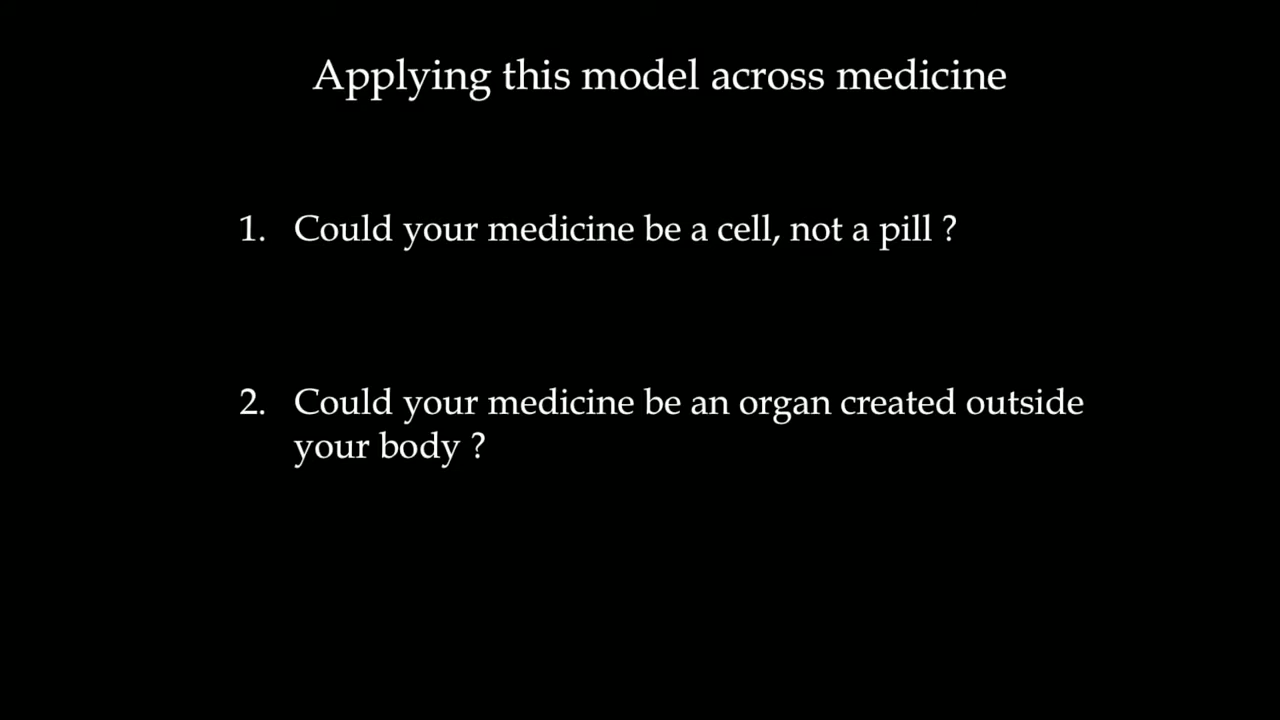 Applying this model across medicine
1. Could your medicine be a cell, not a pill ?
2. Could your medicine be an organ created outside
your body ?